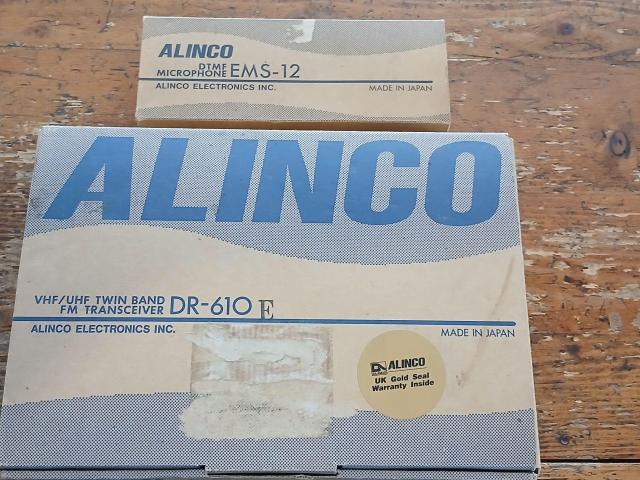 ALINCO
DTMF
MICROPHONE EMS-12
ALINCO ELECTRONICS INC. MADE IN JAPAN
ALINCO
VHF/UHF TWIN BAND
FM TRANSCEIVER DR-610 E
ALINCO ELECTRONICS INC. MADE IN JAPAN
ALINCO
UK Gold Seal
Warranty Inside